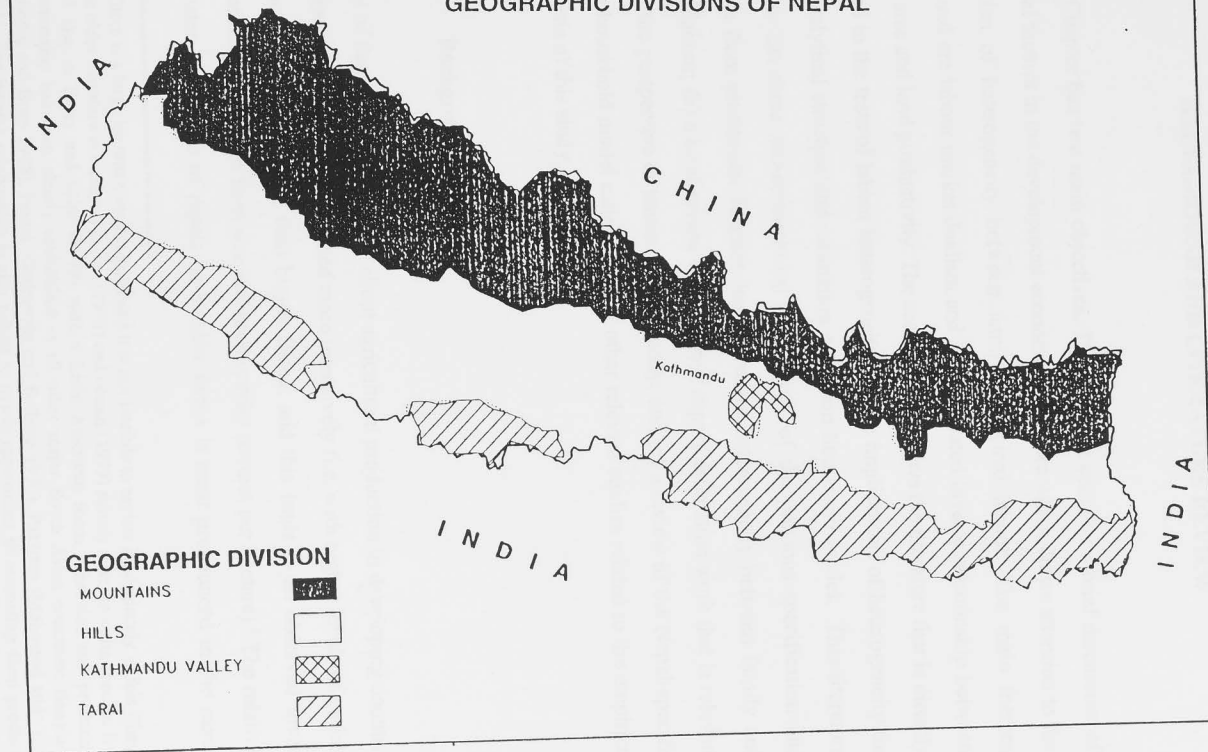 GEOGRAPHIC DIVISIONS OF NEPAL
INDIA
CHINA
Kathmandu
INDIA
INDIA
GEOGRAPHIC DIVISION
MOUNTAINS
HILLS
KATHMANDU VALLEY
TARAI